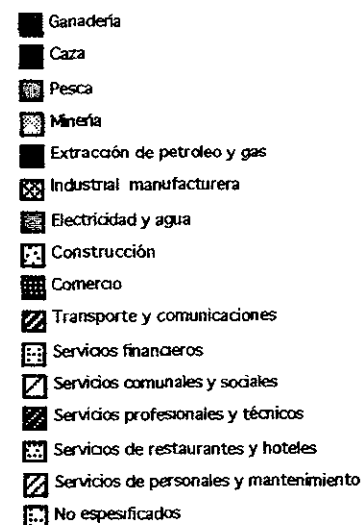 Ganadería
Caza
Pesca
Minería
Extracción de petroleo y gas
Industrial manufacturera
Electricidad y agua
Construcción
Comercio
Transporte y comunicaciones
Servicios financieros
Servicios comunales y sociales
Servicios profesionales y técnicos
Servicios de restaurantes y hoteles
Servicios de personales y mantenimiento
No espesificados